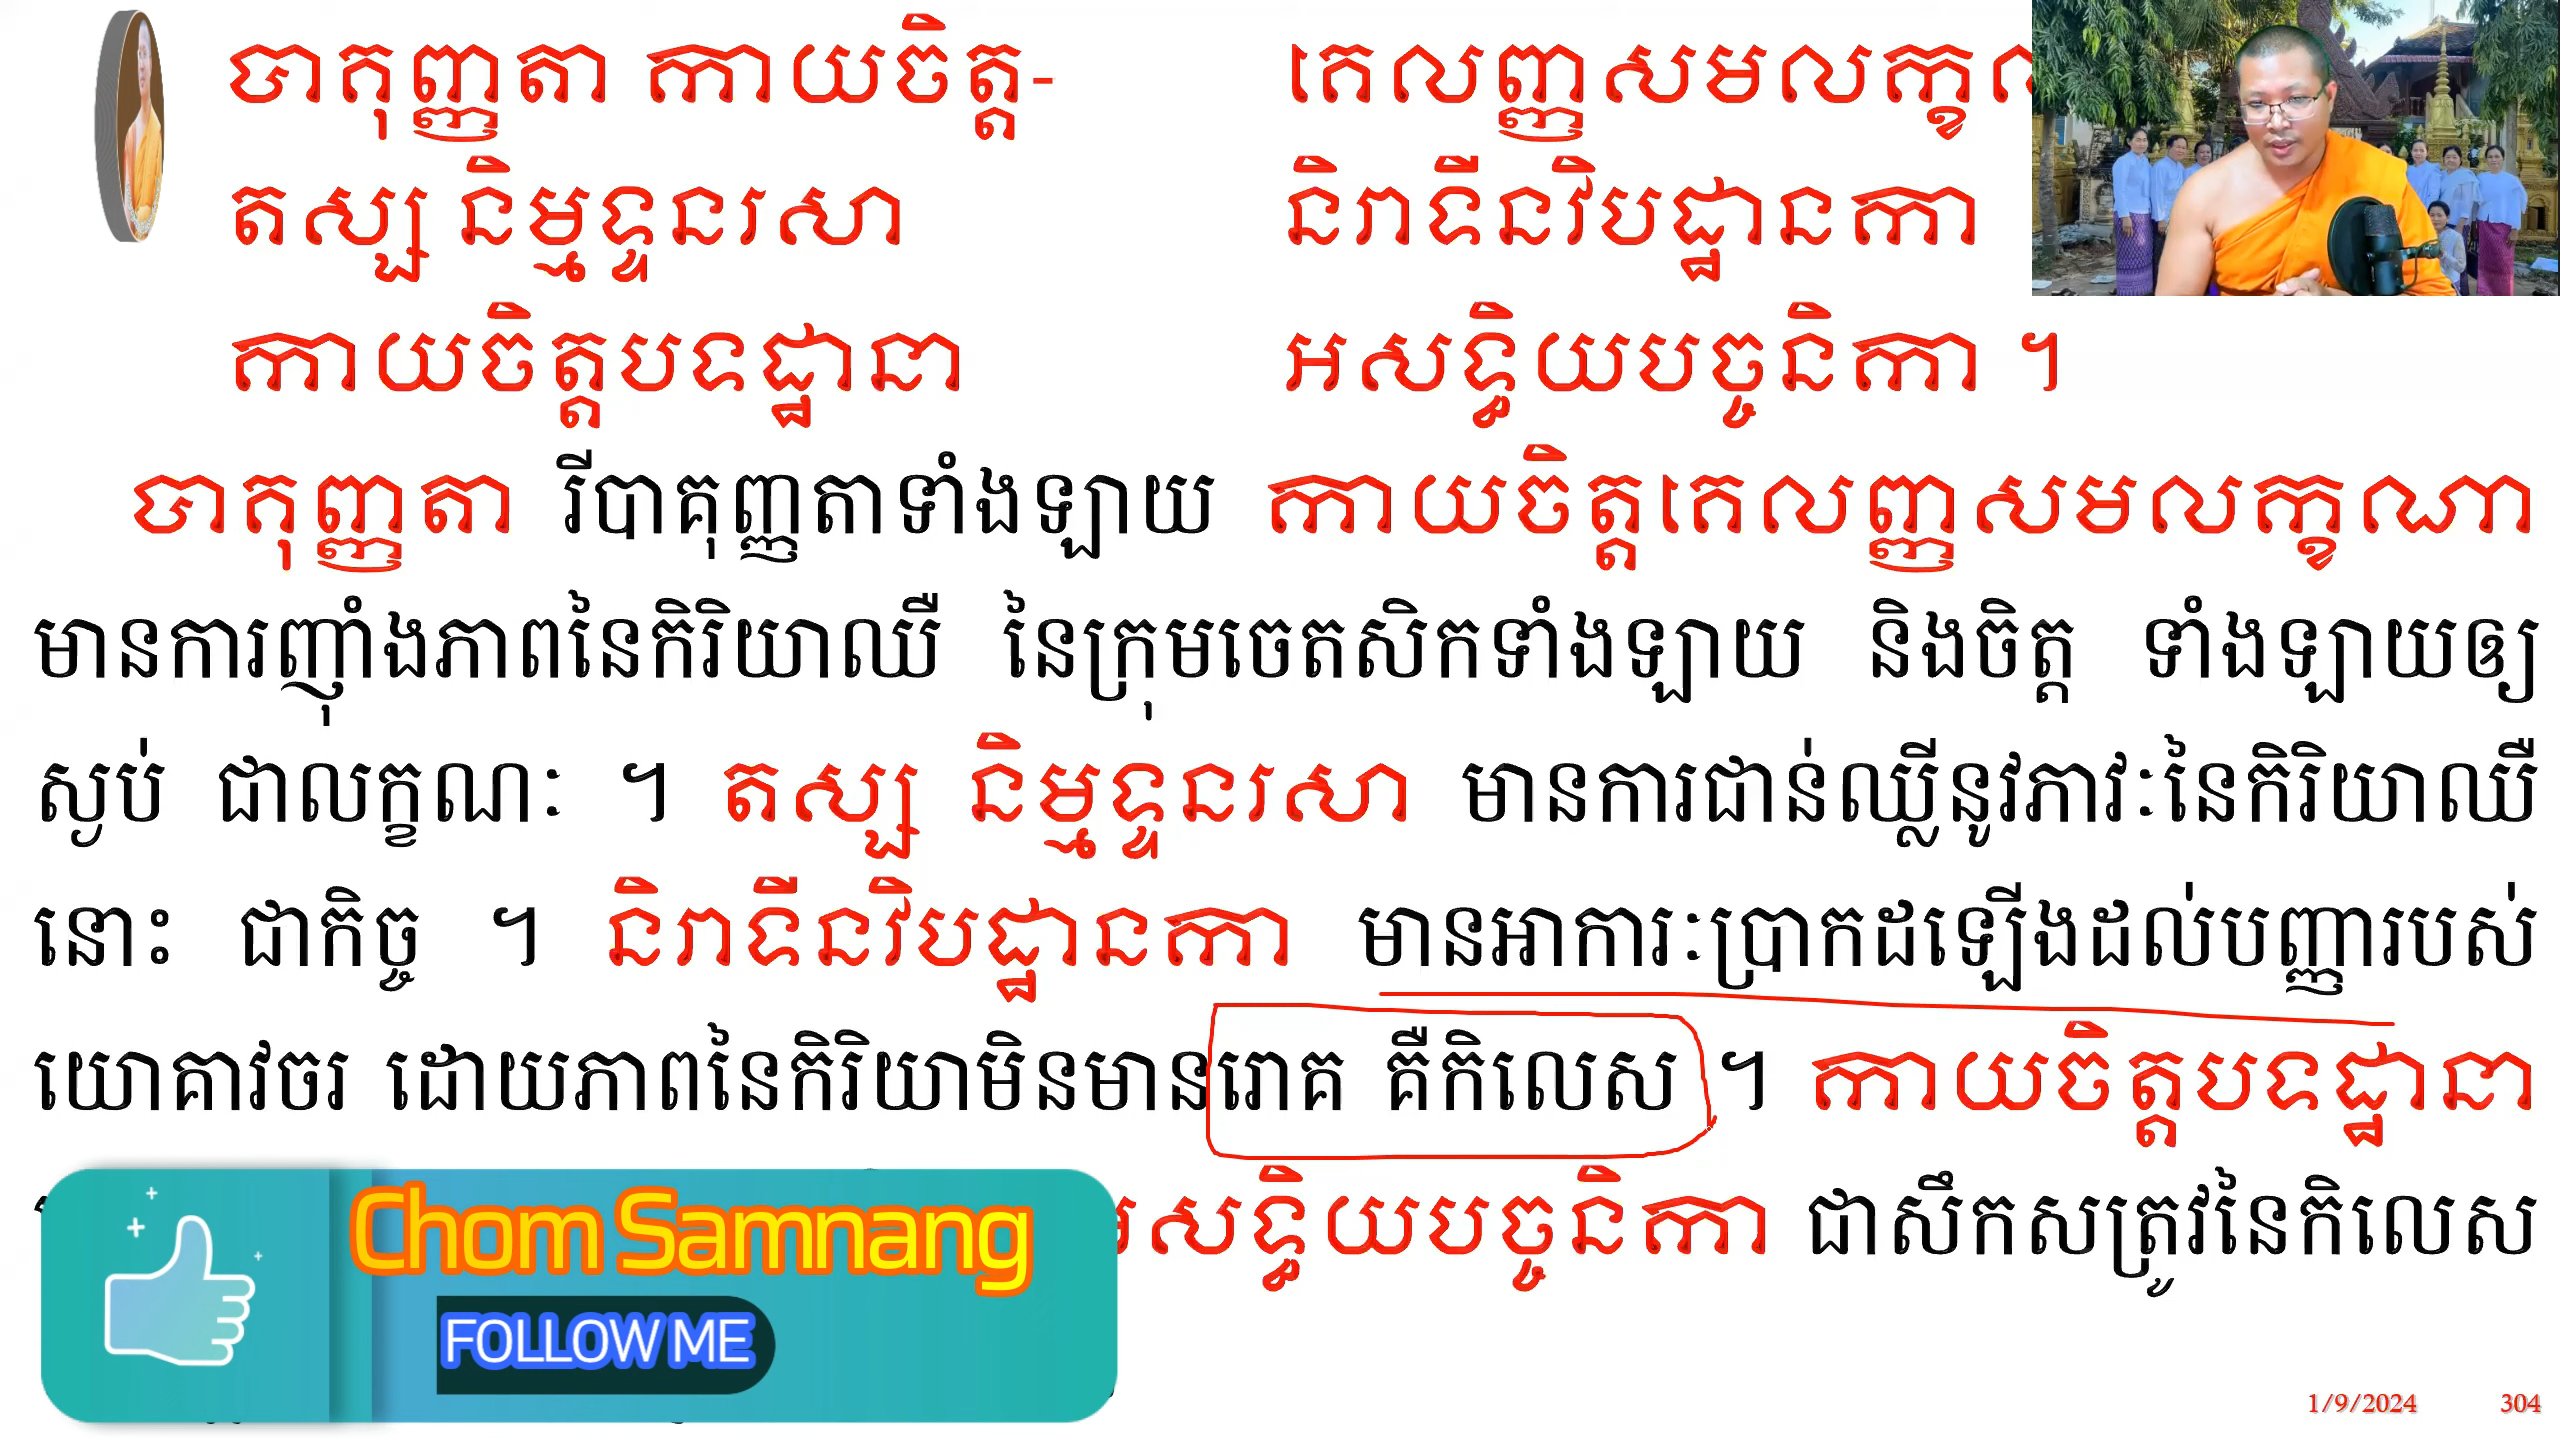 បាគុញ្ញតា កាយចិត្ត- គេលញ្ញសមលក្ខ
តស្ស និម្មទ្ទនរសា និរាទីនវិបដ្ឋានកា
កាយចិត្តបទដ្ឋានា អសទ្ធិយបច្ចនិកា ។
បាគុញ្ញតា រីបាគុញ្ញតាទាំងឡាយ កាយចិត្តគេលញ្ញសមលក្ខណា
មានការញ៉ាំងភាពនៃកិរិយាឈឺ នៃក្រុមចេតសិកទាំងឡាយ និងចិត្ត ទាំងឡាយឲ្យ
ស្ងប់ ជាលក្ខណៈ ។ តស្ស និម្មទ្ទនរសា មានការជាន់ឈ្លីនូវភាវៈនៃកិរិយាឈឺ
នោះ ជាកិច្ច ។ និរាទីនវិបដ្ឋានកា មានអាការៈប្រាកដឡើងដល់បញ្ញារបស់
យោគាវចរ ដោយភាពនៃកិរិយាមិនមានរោគ គឺកិលេស ។ កាយចិត្តបទដ្ឋានា
សទ្ធិយបច្ចនិកា ជាសឹកសត្រូវនៃកិលេស
Chom Samnang
FOLLOW ME
1/9/2024 304